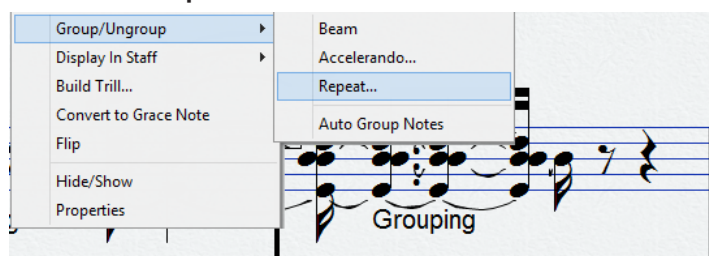 Group/Ungroup
Display In Staff
Build Trill...
Convert to Grace Note
Flip
Hide/Show
Properties
Beam
Accelerando...
Repeat...
Auto Group Notes
Grouping